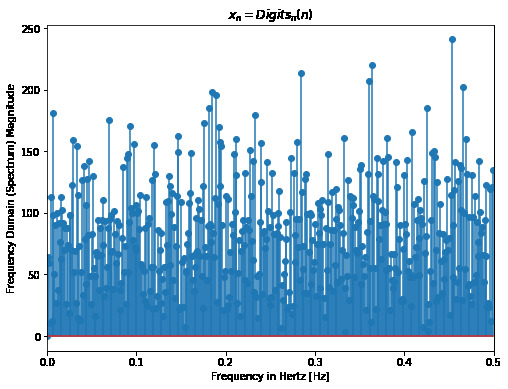 x_n = Digits_n(n)
250
200
150
100
50
0
Frequency Domain (Spectrum) Magnitude
0.0 0.1 0.2 0.3 0.4 0.5
Frequency in Hertz [Hz]